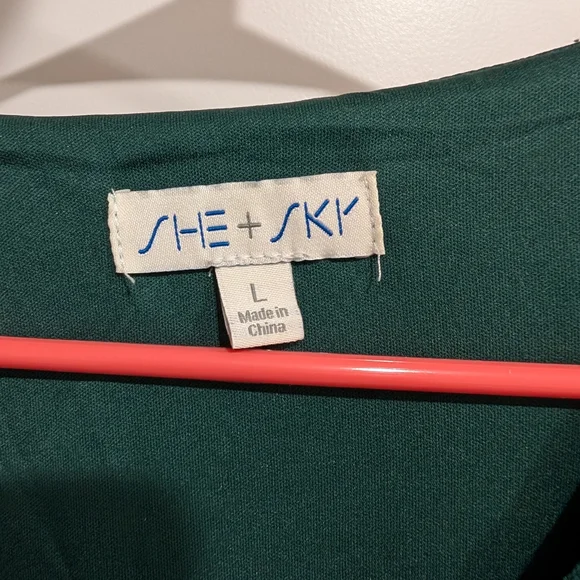 SHE + SKY
L
Made in
China